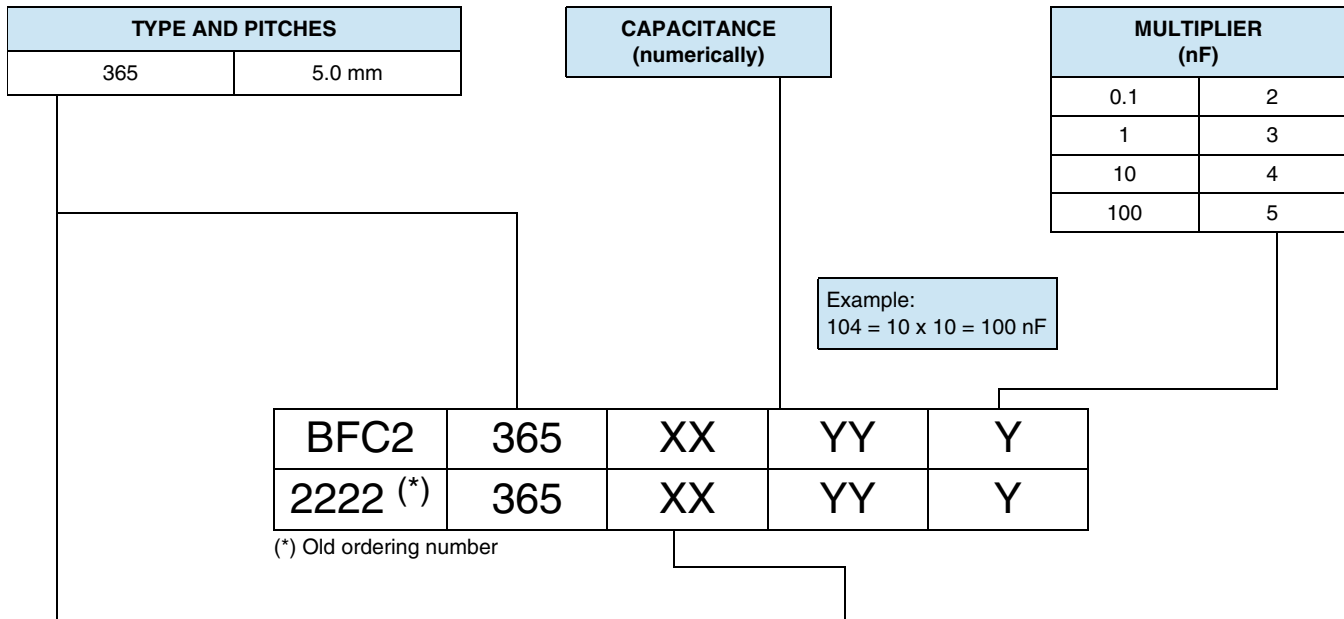 TYPE AND PITCHES
365 5.0 mm
CAPACITANCE
(numerically)
MULTIPLIER
(nF)
0.1 2
1 3
10 4
100 5
Example:
104 = 10 x 10 = 100 nF
BFC2 365 XX YY Y
2222 (*) 365 XX YY Y
(*) Old ordering number